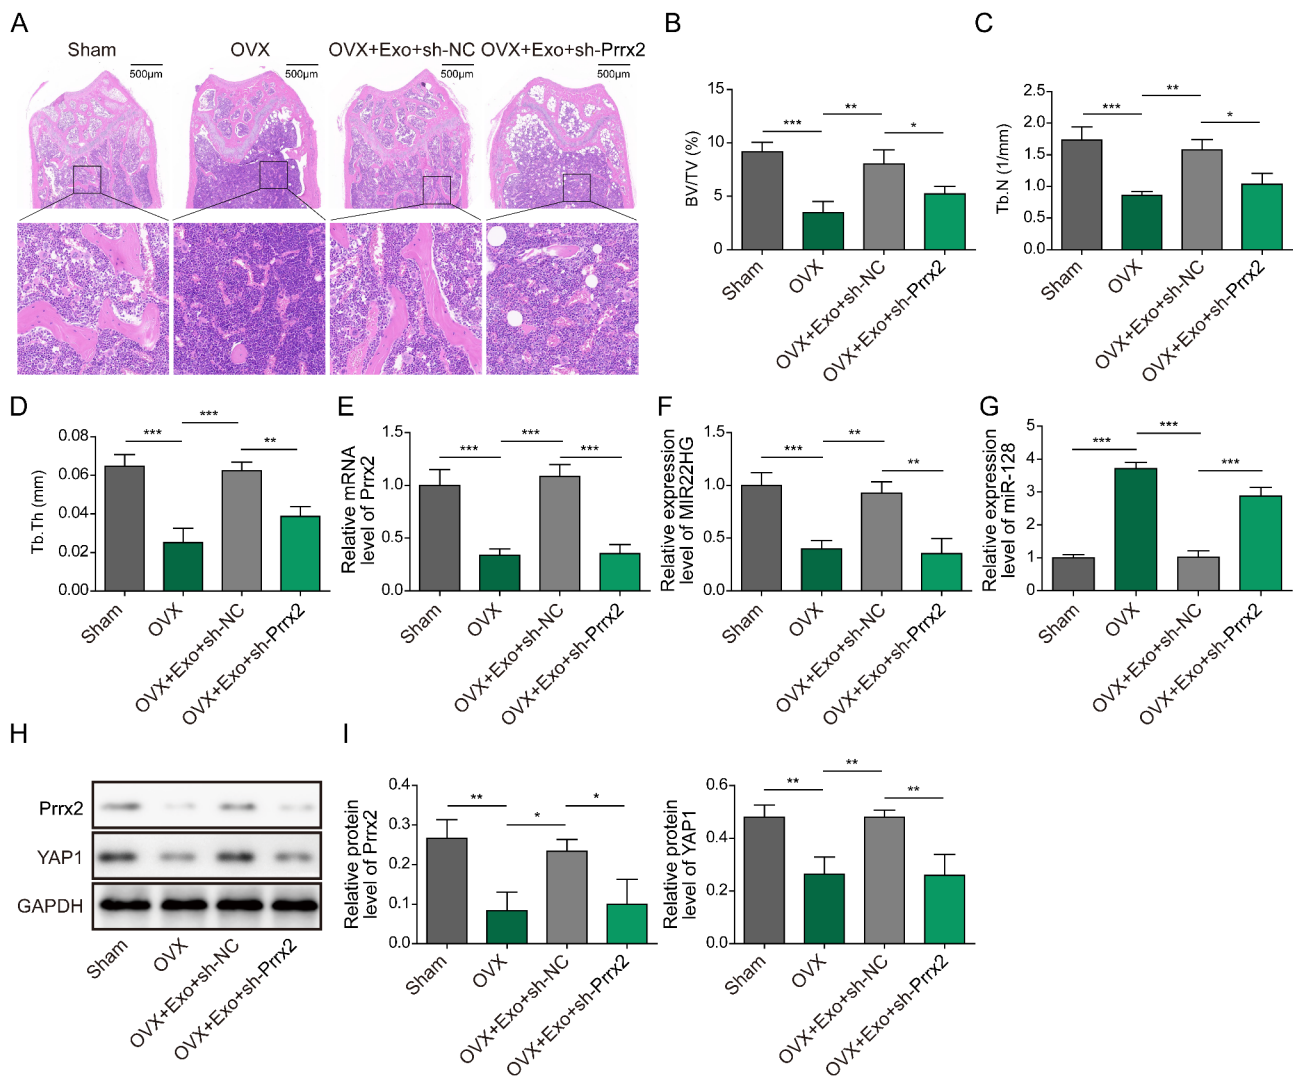 A
Sham
OVX
OVX+Exo+sh-NC
OVX+Exo+sh-Prrx2
500μm
500μm
500μm
500μm
B
BV/TV (%)
15
10
5
0
***
**
*
Sham
OVX
OVX+Exo+sh-NC
OVX+Exo+sh-Prrx2
C
Tb.N (1/mm)
2.5
2.0
1.5
1.0
0.5
0.0
***
**
*
Sham
OVX
OVX+Exo+sh-NC
OVX+Exo+sh-Prrx2
D
Tb.Th (mm)
0.08
0.06
0.04
0.02
0.00
***
***
**
Sham
OVX
OVX+Exo+sh-NC
OVX+Exo+sh-Prrx2
E
Relative mRNA
level of Prrx2
1.5
1.0
0.5
0.0
***
***
***
Sham
OVX
OVX+Exo+sh-NC
OVX+Exo+sh-Prrx2
F
Relative expression
level of MIR22HG
1.5
1.0
0.5
0.0
***
**
**
Sham
OVX
OVX+Exo+sh-NC
OVX+Exo+sh-Prrx2
G
Relative expression
level of miR-128
5
4
3
2
1
0
***
***
***
Sham
OVX
OVX+Exo+sh-NC
OVX+Exo+sh-Prrx2
H
Prrx2
YAP1
GAPDH
Sham
OVX
OVX+Exo+sh-NC
OVX+Exo+sh-Prrx2
I
Relative protein
level of Prrx2
0.4
0.3
0.2
0.1
0.0
**
*
*
Sham
OVX
OVX+Exo+sh-NC
OVX+Exo+sh-Prrx2
Relative protein
level of YAP1
0.6
0.4
0.2
0.0
**
**
**
Sham
OVX
OVX+Exo+sh-NC
OVX+Exo+sh-Prrx2